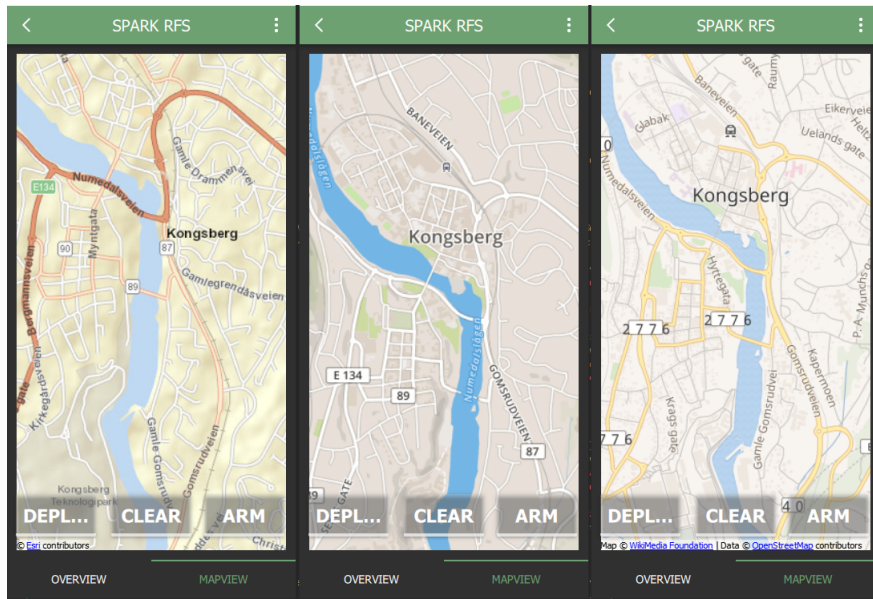 SPARK RFS
Gamle Drammensvei
Numedalsveien
E134
Myntgata
Kongsberg
90
87
Bergmannsveien
89
Gamlegrendåsveien
Kirkegårdsveien
Gamle Gomsrudvei
Gomsrudveien
Kongsberg
Teknologipark
DEPL...
CLEAR
ARM
© Esri contributors
OVERVIEW
MAPVIEW
SPARK RFS
Numedalslågen
BANEVEIEN
Kongsberg
Numedalslågen
E 134
89
GOMSRUDVEIEN
87
DEPL...
CLEAR
ARM
OVERVIEW
MAPVIEW
SPARK RFS
Baneveien
Glabak
Eikerveie
Uelands gate
Numedalsveien
Kongsberg
Hyttegata
2 7 7 6
2 7 7 6
P. A. Munchs
Gomsrudveien
Kapermoen
Krags gate
Gamle Gomsrudvei
7 7 6
4 0
DEPL...
CLEAR
ARM
Map © WikiMedia Foundation | Data © OpenStreetMap contributors
OVERVIEW
MAPVIEW